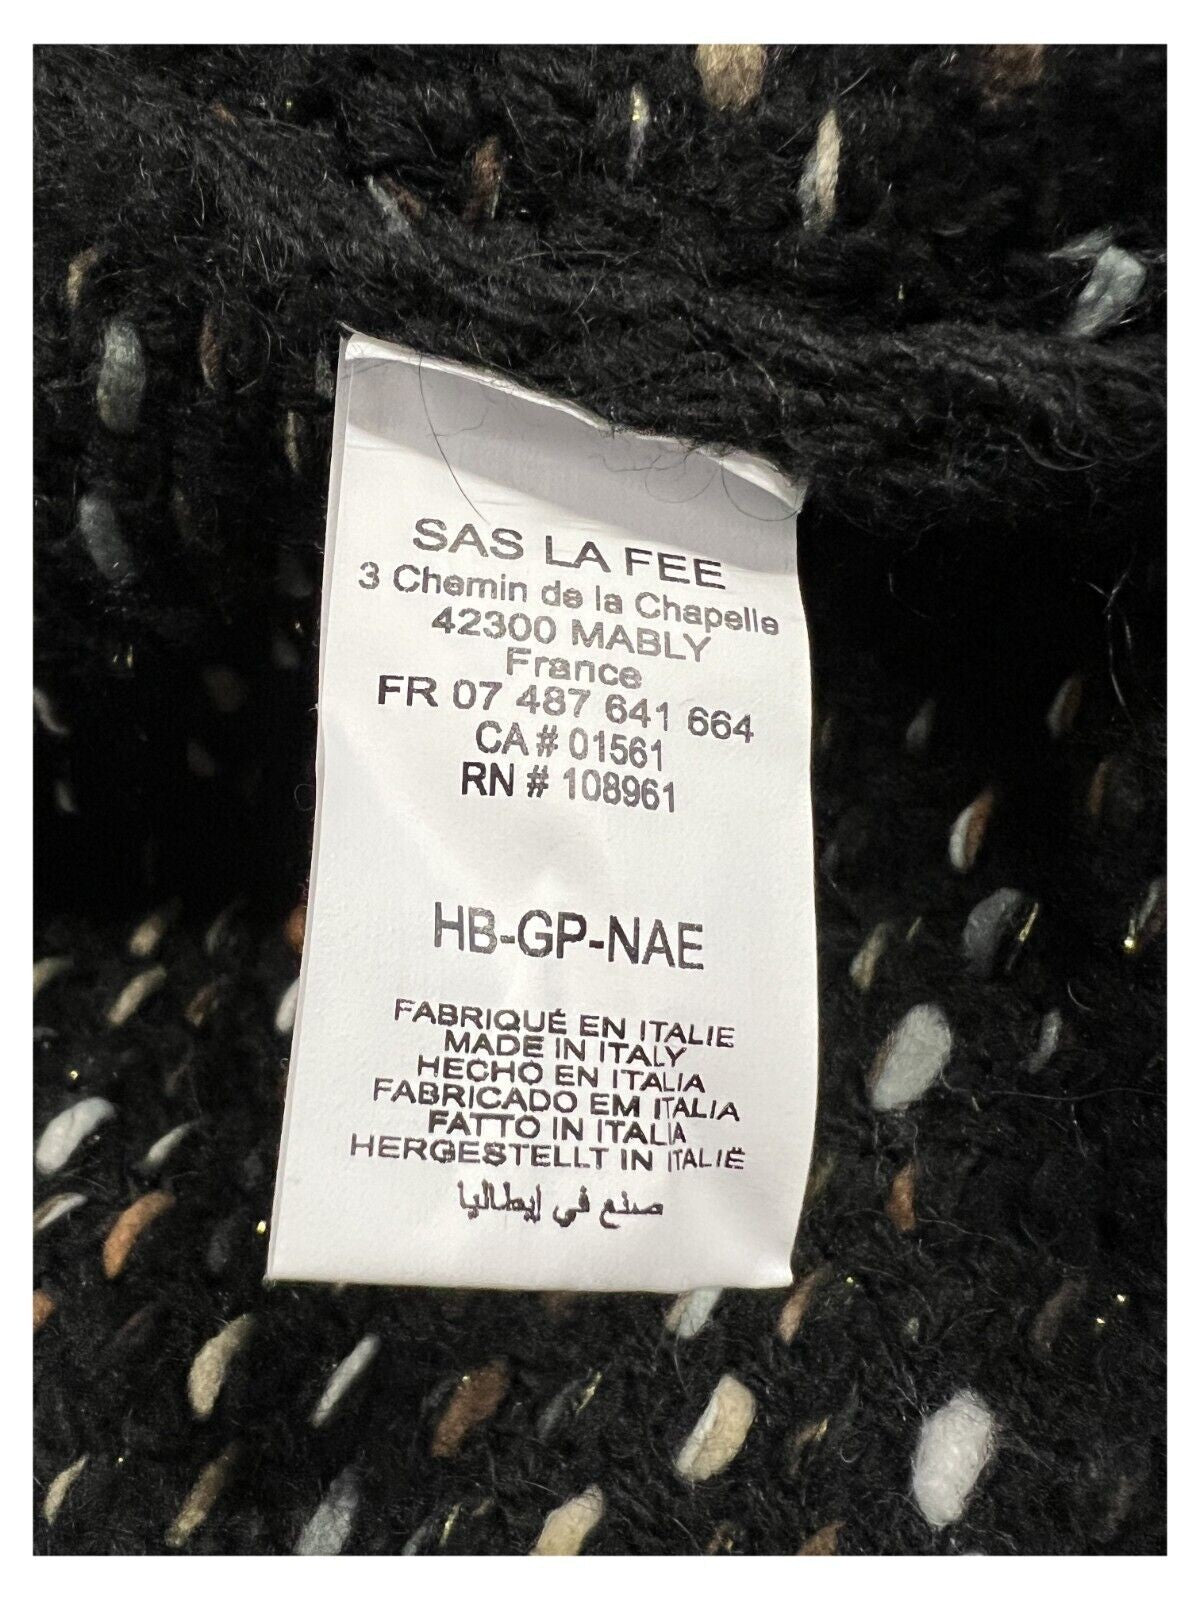 SAS LA FEE
3 Chemin de la Chapelle
42300 MABLY
France
FR 07 487 641 664
CA# 01561
RN # 108961
HB-GP-NAE
FABRIQUÉ EN ITALIE
MADE IN ITALY
HECHO EN ITALIA
FABRICADO EM ITALIA
FATTO IN ITALIA
HERGESTELLT IN ITALIË
صنع في إيطاليا